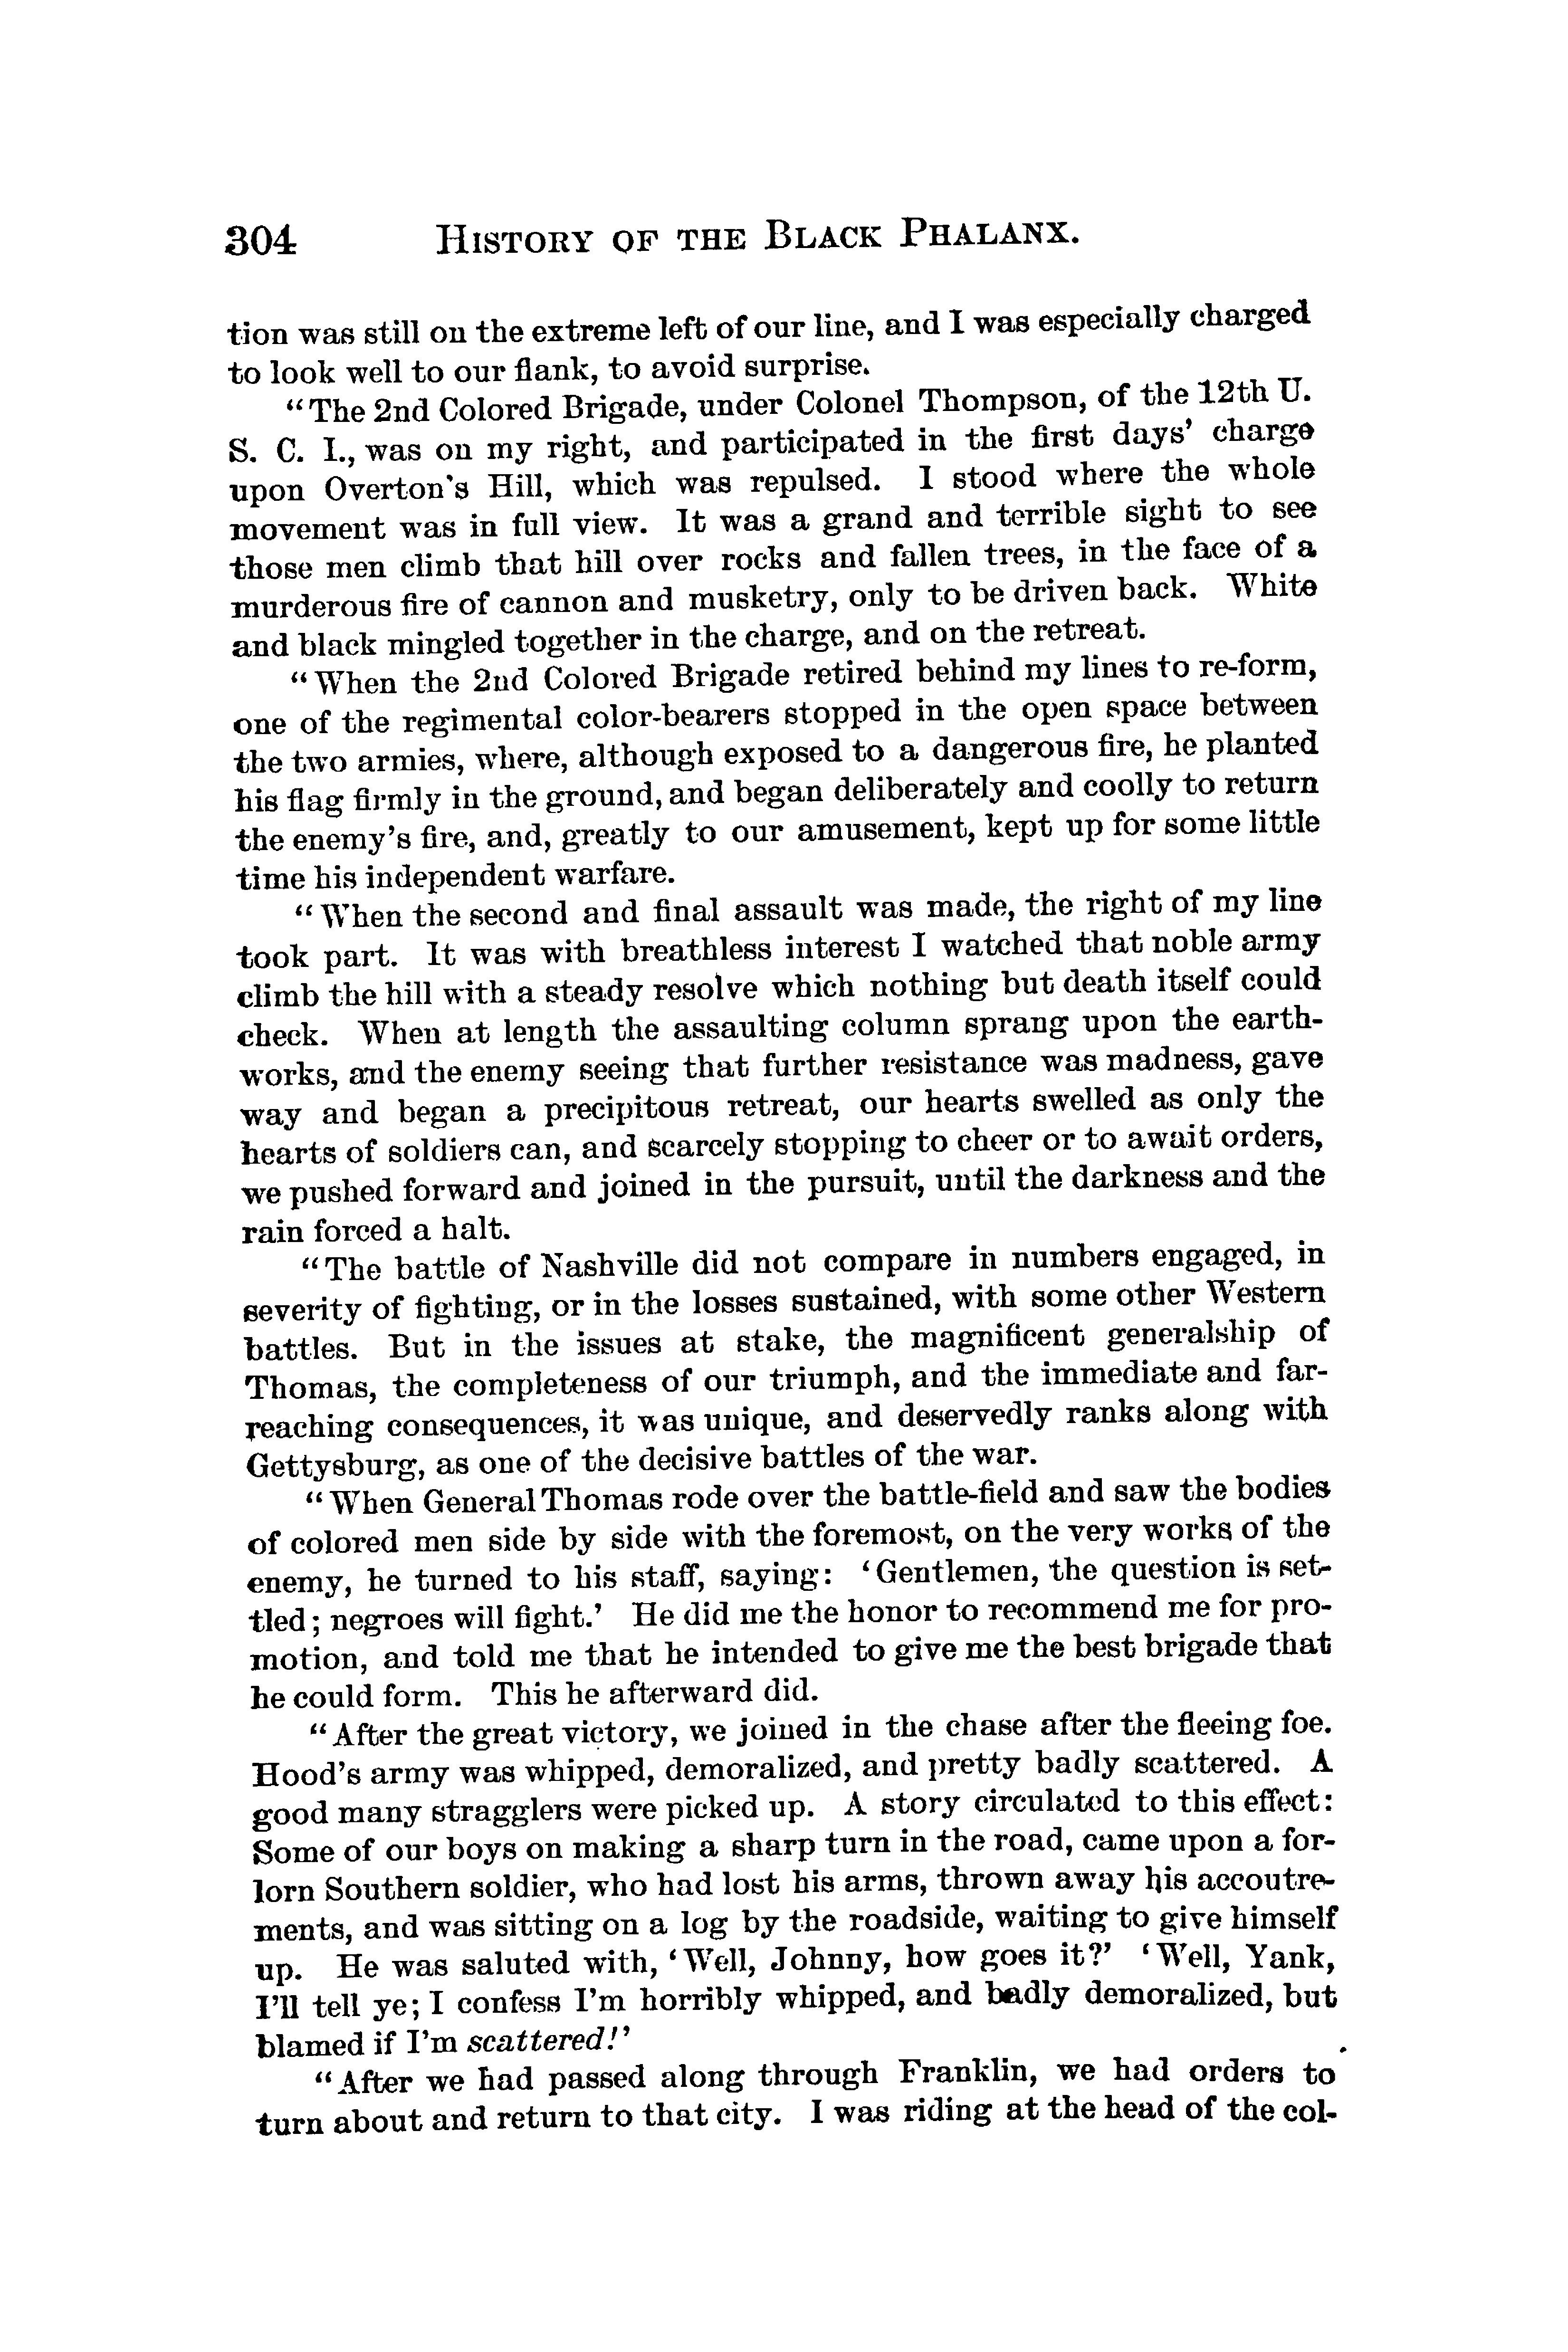 304 HISTORY OF THE BLACK PHALANX.
tion was still on the extreme left of our line, and I was especially charged
to look well to our flank, to avoid surprise.
“The 2nd Colored Brigade, under Colonel Thompson, of the 12th U.
S. C. I., was on my right, and participated in the first days’ charge
upon Overton's Hill, which was repulsed. I stood where the whole
movement was in full view. It was a grand and terrible sight to see
those men climb that hill over rocks and fallen trees, in the face of a
murderous fire of cannon and musketry, only to be driven back. White
and black mingled together in the charge, and on the retreat.
“When the 2nd Colored Brigade retired behind my lines to re-form,
one of the regimental color-bearers stopped in the open space between
the two armies, where, although exposed to a dangerous fire, he planted
his flag firmly in the ground, and began deliberately and coolly to return
the enemy’s fire, and, greatly to our amusement, kept up for some little
time his independent warfare.
“When the second and final assault was made, the right of my line
took part. It was with breathless interest I watched that noble army
climb the hill with a steady resolve which nothing but death itself could
check. When at length the assaulting column sprang upon the earth-
works, and the enemy seeing that further resistance was madness, gave
way and began a precipitous retreat, our hearts swelled as only the
hearts of soldiers can, and scarcely stopping to cheer or to await orders,
we pushed forward and joined in the pursuit, until the darkness and the
rain forced a halt.
“The battle of Nashville did not compare in numbers engaged, in
severity of fighting, or in the losses sustained, with some other Western
battles. But in the issues at stake, the magnificent generalship of
Thomas, the completeness of our triumph, and the immediate and far-
reaching consequences, it was unique, and deservedly ranks along with
Gettysburg, as one of the decisive battles of the war.
“When General Thomas rode over the battle-field and saw the bodies
of colored men side by side with the foremost, on the very works of the
enemy, he turned to his staff, saying: ‘Gentlemen, the question is set-
tled; negroes will fight.’ He did me the honor to recommend me for pro-
motion, and told me that he intended to give me the best brigade that
he could form. This he afterward did.
“After the great victory, we joined in the chase after the fleeing foe.
Hood’s army was whipped, demoralized, and pretty badly scattered. A
good many stragglers were picked up. A story circulated to this effect:
Some of our boys on making a sharp turn in the road, came upon a for-
lorn Southern soldier, who had lost his arms, thrown away his accoutre-
ments, and was sitting on a log by the roadside, waiting to give himself
up. He was saluted with, ‘Well, Johnny, how goes it?’ ‘Well, Yank,
I’ll tell ye; I confess I’m horribly whipped, and badly demoralized, but
blamed if I’m scattered!’
“After we had passed along through Franklin, we had orders to
turn about and return to that city. I was riding at the head of the col-